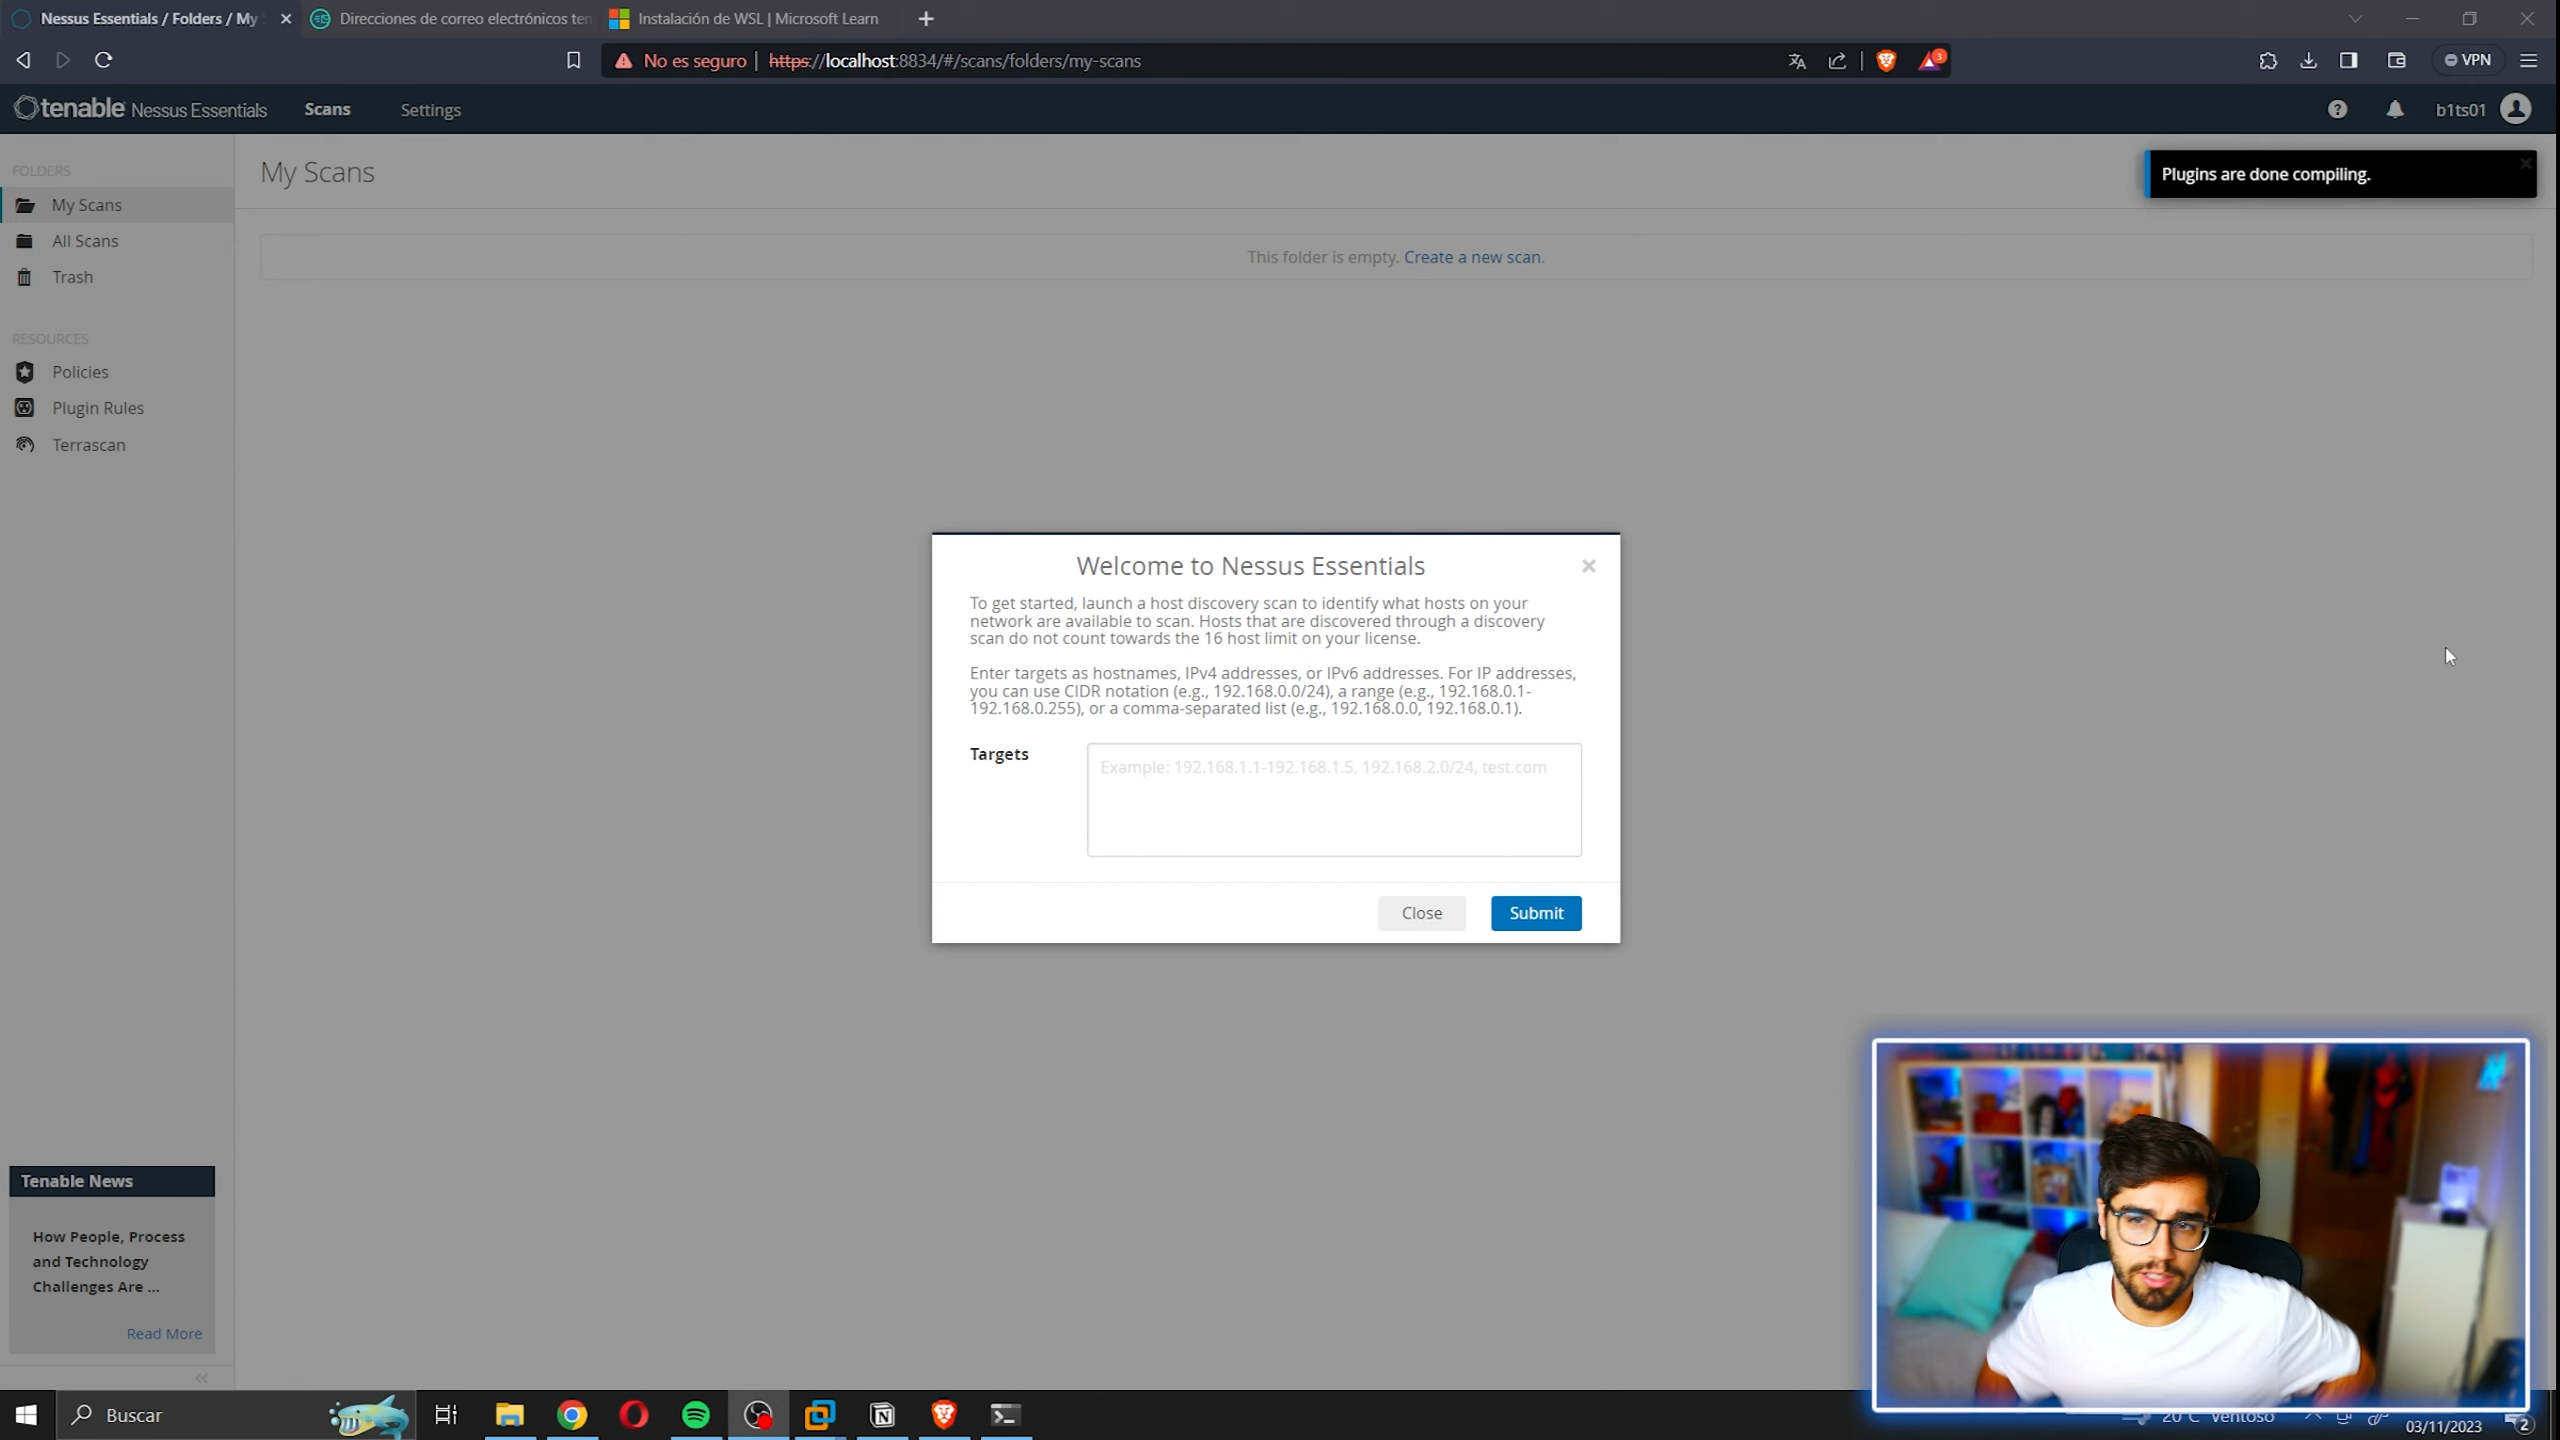 Nessus Essentials / Folders / My
Direcciones de correo electrónicos ten
Instalación de WSL | Microsoft Learn
No es seguro
https://localhost:8834/#/scans/folders/my-scans
3
VPN
tenable Nessus Essentials
Scans
Settings
b1ts01
FOLDERS
My Scans
All Scans
Trash
RESOURCES
Policies
Plugin Rules
Terrascan
My Scans
Plugins are done compiling.
This folder is empty. Create a new scan.
Welcome to Nessus Essentials
To get started, launch a host discovery scan to identify what hosts on your
network are available to scan. Hosts that are discovered through a discovery
scan do not count towards the 16 host limit on your license.
Enter targets as hostnames, IPv4 addresses, or IPv6 addresses. For IP addresses,
you can use CIDR notation (e.g., 192.168.0.0/24), a range (e.g., 192.168.0.1-
192.168.0.255), or a comma-separated list (e.g., 192.168.0.0, 192.168.0.1).
Targets
Example: 192.168.1.1-192.168.1.5, 192.168.2.0/24, test.com
Close
Submit
Tenable News
How People, Process
and Technology
Challenges Are ...
Read More
Buscar
20°C Ventoso
03/11/2023
2